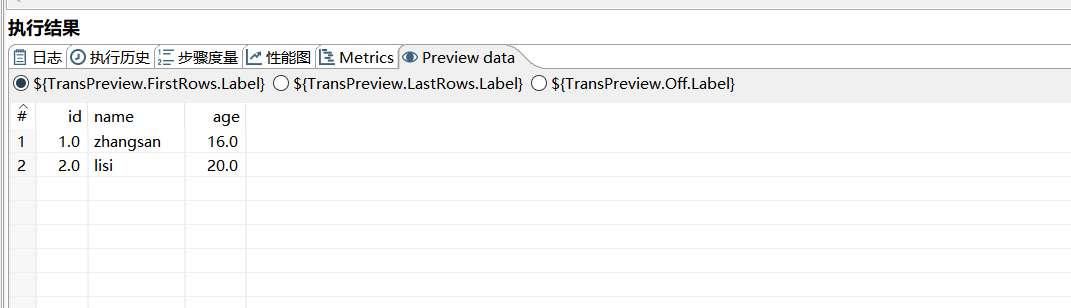 执行结果
日志 执行历史 步骤度量 性能图 Metrics Preview data
${TransPreview.FirstRows.Label} ${TransPreview.LastRows.Label} ${TransPreview.Off.Label}
# id name age
1 1.0 zhangsan 16.0
2 2.0 lisi 20.0